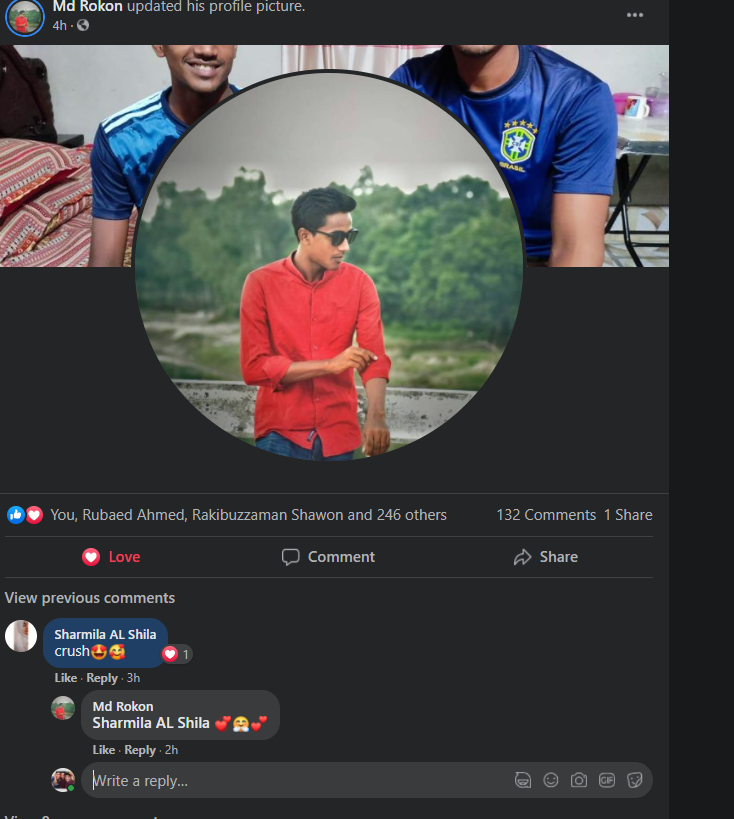 Md Rokon updated his profile picture.
4h ·
BRASIL
You, Rubaed Ahmed, Rakibuzzaman Shawon and 246 others
132 Comments 1 Share
Love
Comment
Share
View previous comments
Sharmila AL Shila
crush🤩🥰
1
Like · Reply · 3h
Md Rokon
Sharmila AL Shila 💕😤💕
Like · Reply · 2h
Write a reply...
GIF